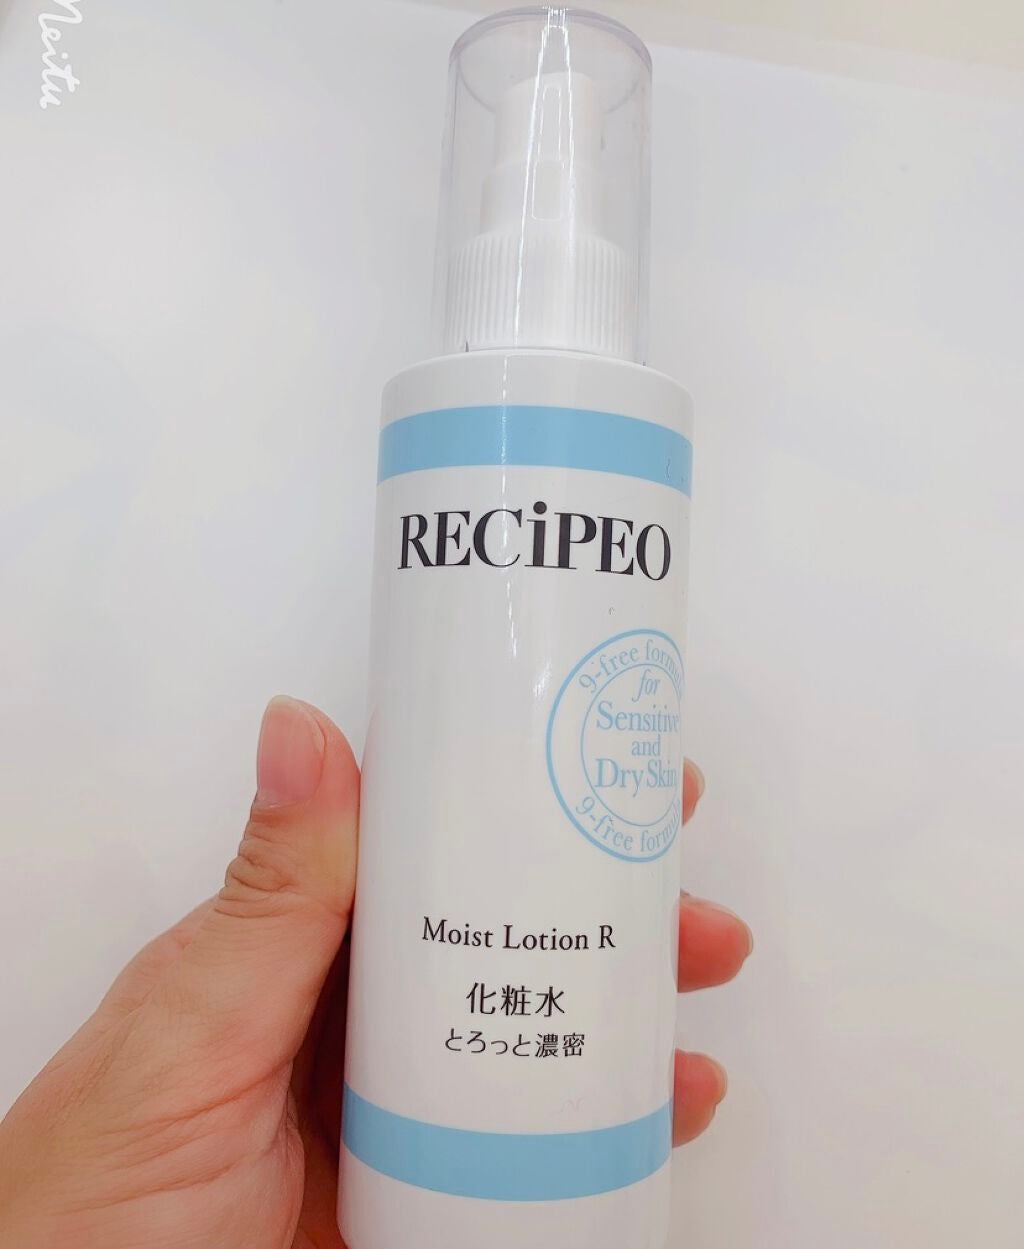 Meitu
RECiPEO
9-free formula
for
Sensitive
and
Dry Skin
9-free formula
Moist Lotion R
化粧水
とろっと濃密